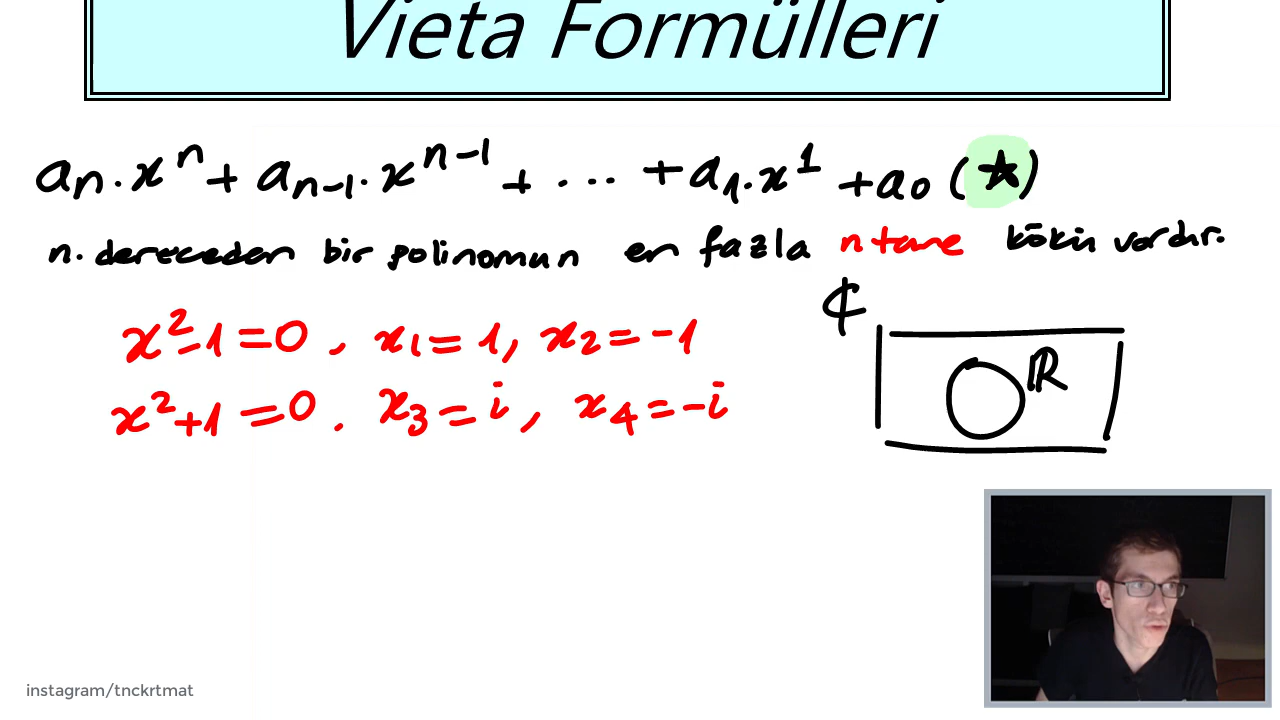 Vieta Formülleri
aₙ.xⁿ + aₙ₋₁.xⁿ⁻¹ + ... + a₁.x¹ + a₀ (★)
n. dereceden bir polinomun en fazla n tane kökü vardır.
x²-1=0, x₁=1, x₂=-1
x²+1=0. x₃=i, x₄=-i
ℂ
ℝ
instagram/tnckrtmat